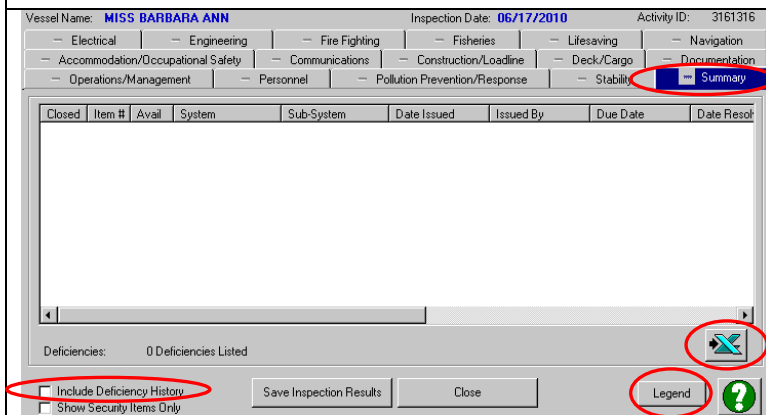 Vessel Name: MISS BARBARA ANN Inspection Date: 06/17/2010 Activity ID: 3161316
Electrical Engineering Fire Fighting Fisheries Lifesaving Navigation
Accommodation/Occupational Safety Communications Construction/Loadline Deck/Cargo Documentation
Operations/Management Personnel Pollution Prevention/Response Stability Summary
Closed Item # Avail System Sub-System Date Issued Issued By Due Date Date Resol
Deficiencies: 0 Deficiencies Listed
Include Deficiency History Save Inspection Results Close Legend ?
Show Security Items Only